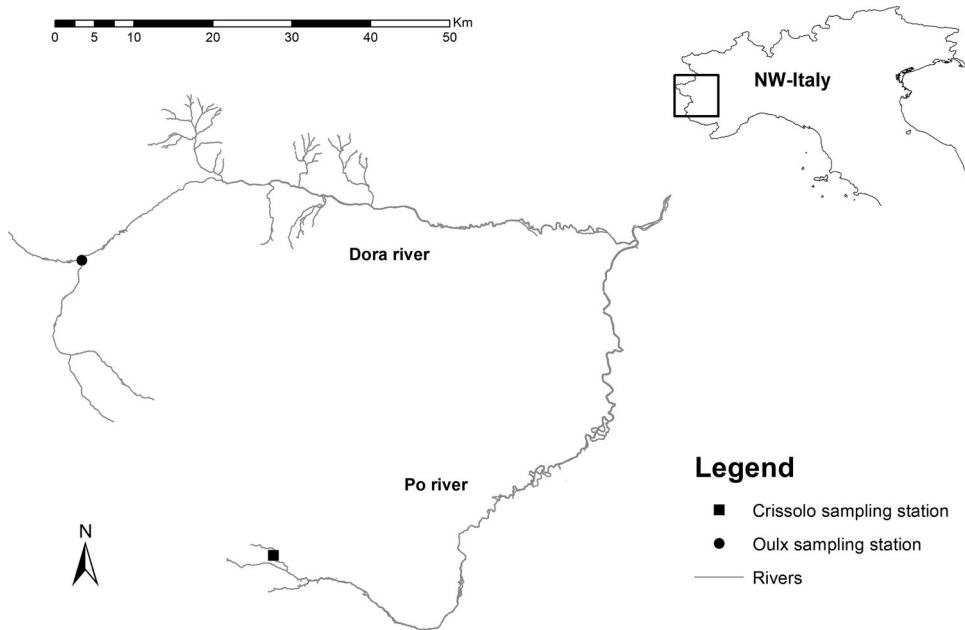 Km
0 5 10 20 30 40 50
NW-Italy
Dora river
Po river
N
Legend
Crissolo sampling station
Oulx sampling station
Rivers